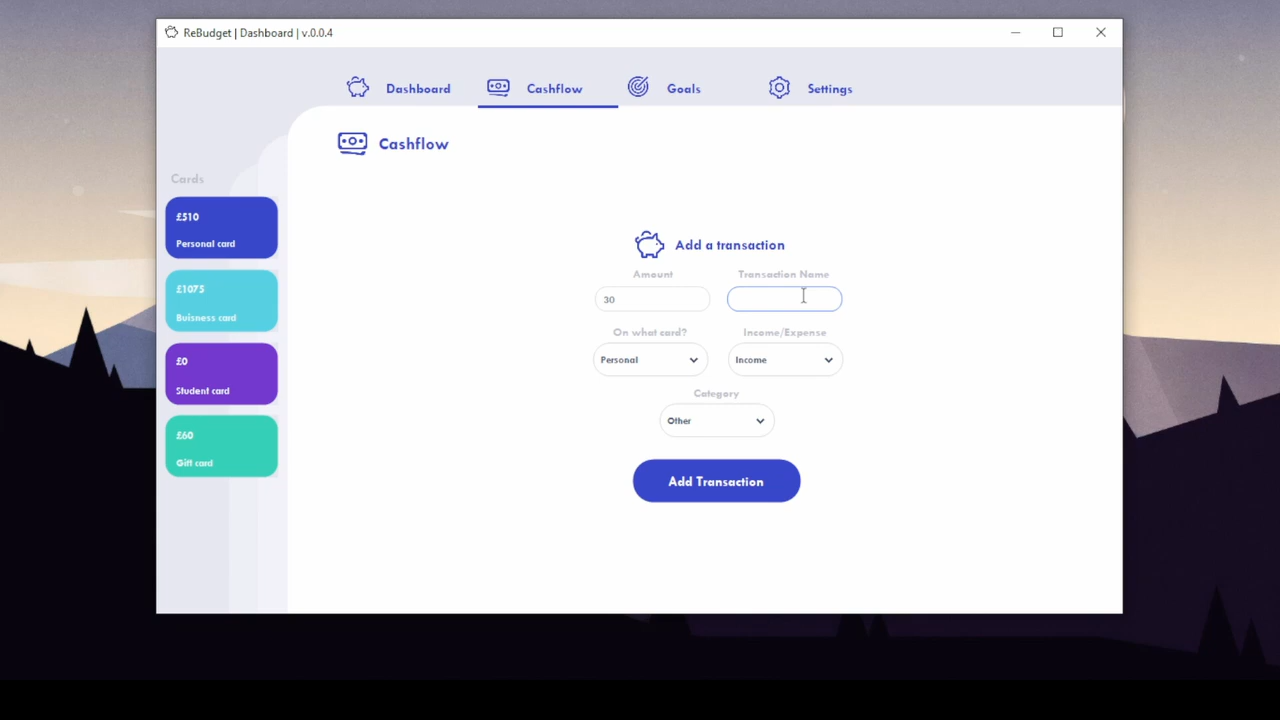 ReBudget | Dashboard | v.0.0.4
Dashboard
Cashflow
Goals
Settings
Cashflow
Cards
£510
Personal card
£1075
Buisness card
£0
Student card
£60
Gift card
Add a transaction
Amount
Transaction Name
30
On what card?
Income/Expense
Personal
Income
Category
Other
Add Transaction